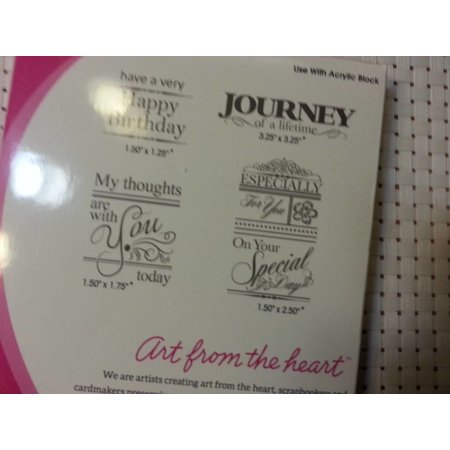 Use With Acrylic Block
have a very
Happy
Birthday
1.50" x 1.25"*
JOURNEY
of a lifetime
3.25" x 3.25"*
My thoughts
are
with
You
today
1.50" x 1.75"*
ESPECIALLY
For You
On Your
Special
Day
1.50" x 2.50"*
Art from the heart™
We are artists creating art from the heart, scrapbookers and
cardmakers